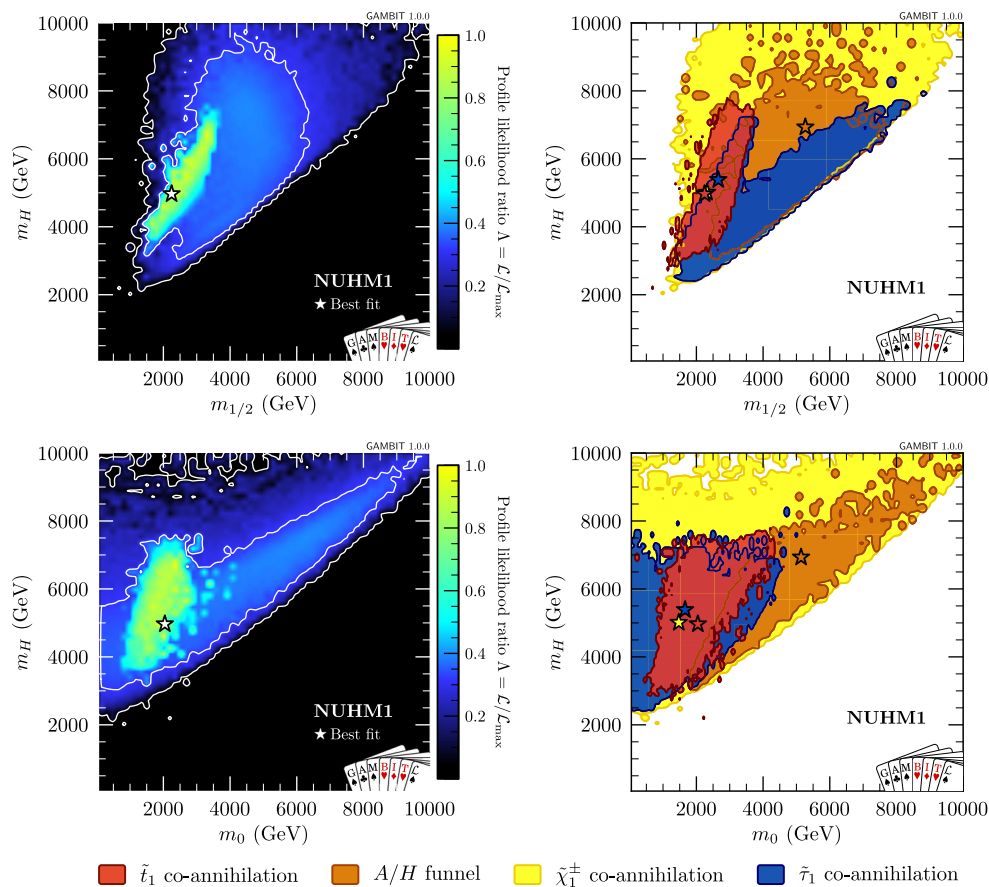 GAMBIT 1.0.0
10000
8000
6000
4000
2000
m_H (GeV)
2000 4000 6000 8000 10000
m_{1/2} (GeV)
NUHM1
★ Best fit
G A M B I T
1.0
0.8
0.6
0.4
0.2
Profile likelihood ratio Λ = ℒ/ℒ_max
GAMBIT 1.0.0
10000
8000
6000
4000
2000
m_H (GeV)
2000 4000 6000 8000 10000
m_{1/2} (GeV)
NUHM1
G A M B I T
GAMBIT 1.0.0
10000
8000
6000
4000
2000
m_H (GeV)
2000 4000 6000 8000 10000
m_0 (GeV)
NUHM1
★ Best fit
G A M B I T
1.0
0.8
0.6
0.4
0.2
Profile likelihood ratio Λ = ℒ/ℒ_max
GAMBIT 1.0.0
10000
8000
6000
4000
2000
m_H (GeV)
2000 4000 6000 8000 10000
m_0 (GeV)
NUHM1
G A M B I T
t̃₁ co-annihilation A/H funnel χ̃₁^± co-annihilation τ̃₁ co-annihilation